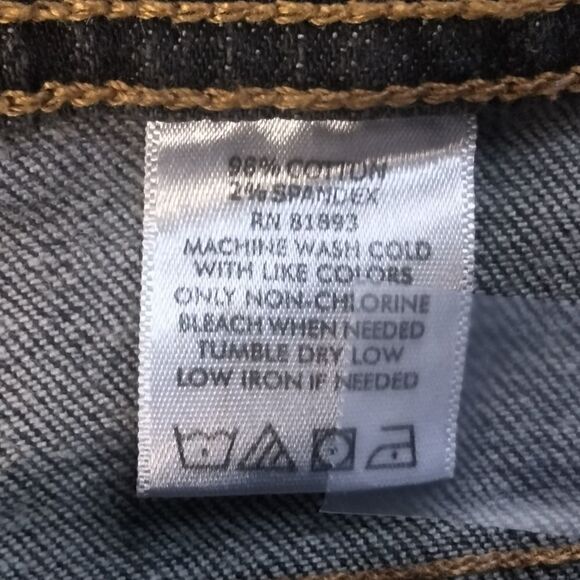 98% COTTON
2% SPANDEX
RN 81893
MACHINE WASH COLD
WITH LIKE COLORS
ONLY NON-CHLORINE
BLEACH WHEN NEEDED
TUMBLE DRY LOW
LOW IRON IF NEEDED